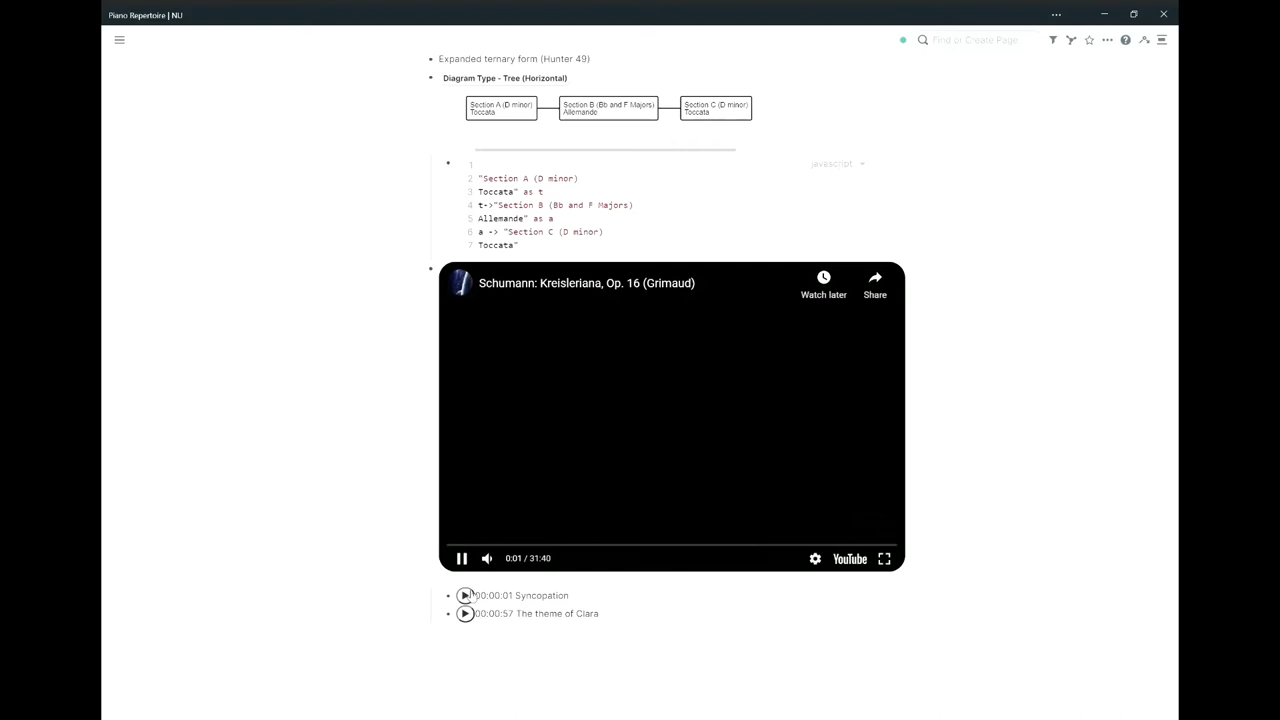 Piano Repertoire | NU
Find or Create Page
Expanded ternary form (Hunter 49)
Diagram Type - Tree (Horizontal)
Section A (D minor)
Toccata
Section B (Bb and F Majors)
Allemande
Section C (D minor)
Toccata
javascript
1
2 "Section A (D minor)
3 Toccata" as t
4 t->"Section B (Bb and F Majors)
5 Allemande" as a
6 a -> "Section C (D minor)
7 Toccata"
Schumann: Kreisleriana, Op. 16 (Grimaud)
Watch later
Share
0:01 / 31:40
YouTube
00:00:01 Syncopation
00:00:57 The theme of Clara